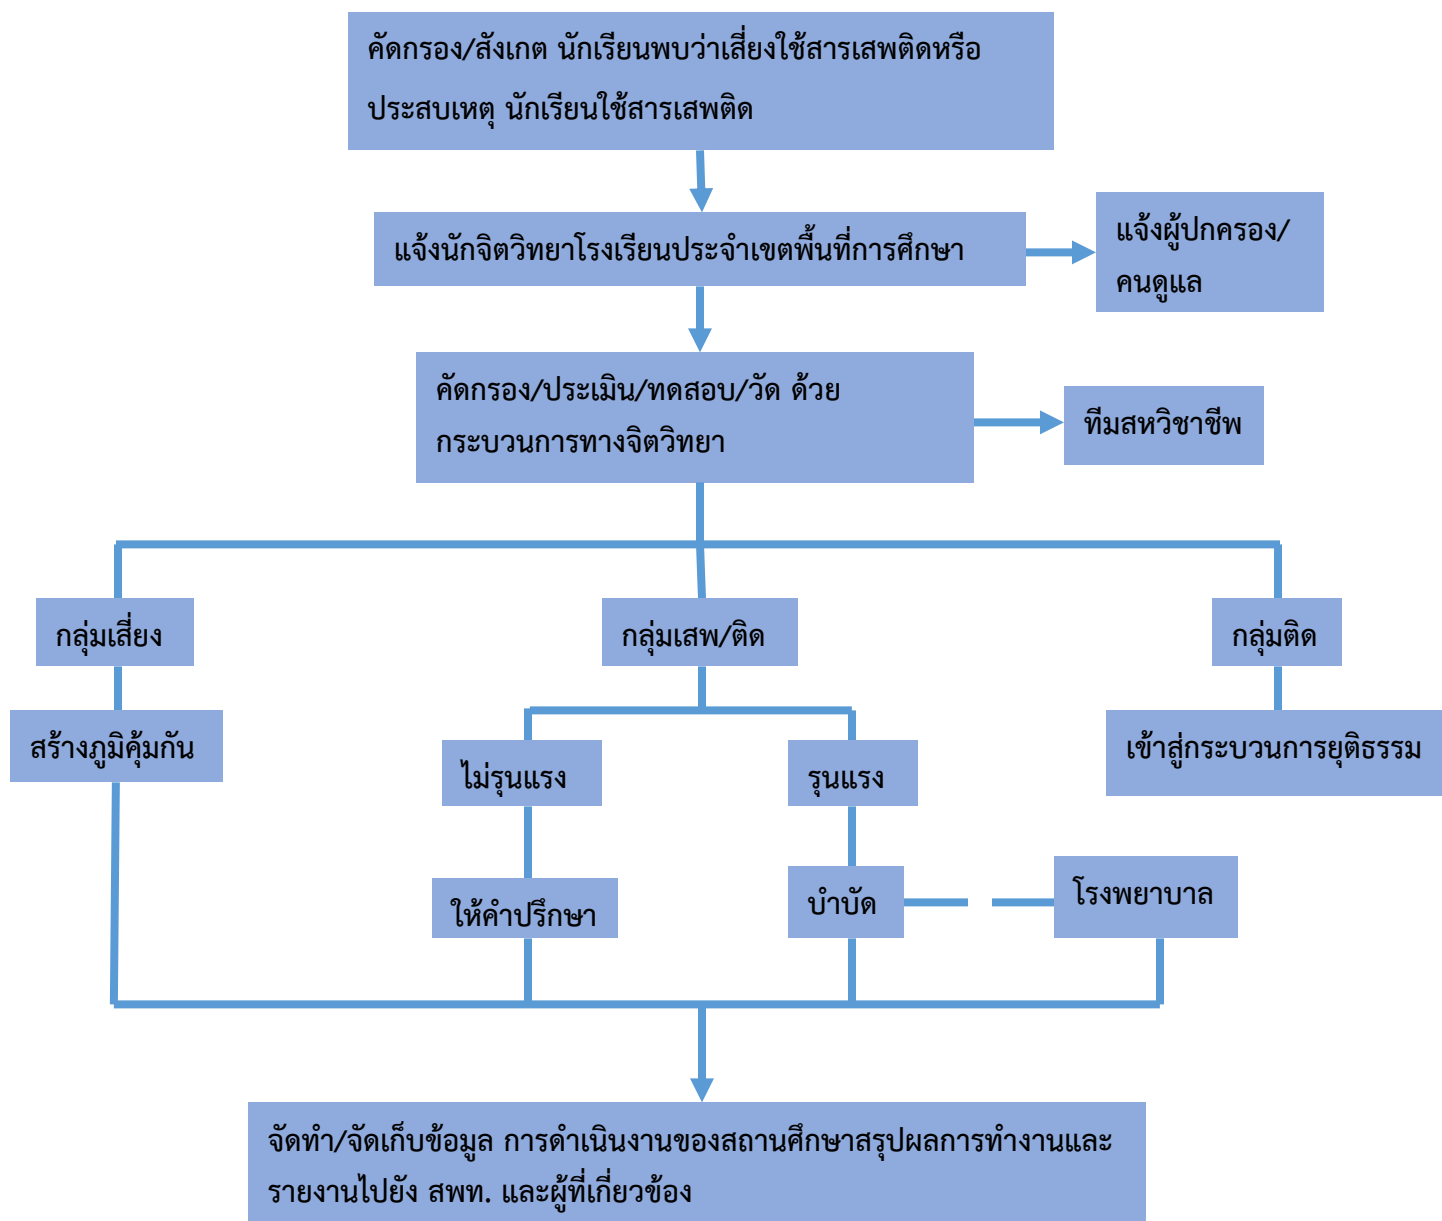 คัดกรอง/สังเกต นักเรียนพบว่าเสี่ยงใช้สารเสพติดหรือ
ประสบเหตุ นักเรียนใช้สารเสพติด
แจ้งนักจิตวิทยาโรงเรียนประจำเขตพื้นที่การศึกษา
แจ้งผู้ปกครอง/
คนดูแล
คัดกรอง/ประเมิน/ทดสอบ/วัด ด้วย
กระบวนการทางจิตวิทยา
ทีมสหวิชาชีพ
กลุ่มเสี่ยง
กลุ่มเสพ/ติด
กลุ่มติด
สร้างภูมิคุ้มกัน
ไม่รุนแรง
รุนแรง
เข้าสู่กระบวนการยุติธรรม
ให้คำปรึกษา
บำบัด
โรงพยาบาล
จัดทำ/จัดเก็บข้อมูล การดำเนินงานของสถานศึกษาสรุปผลการทำงานและ
รายงานไปยัง สพท. และผู้ที่เกี่ยวข้อง